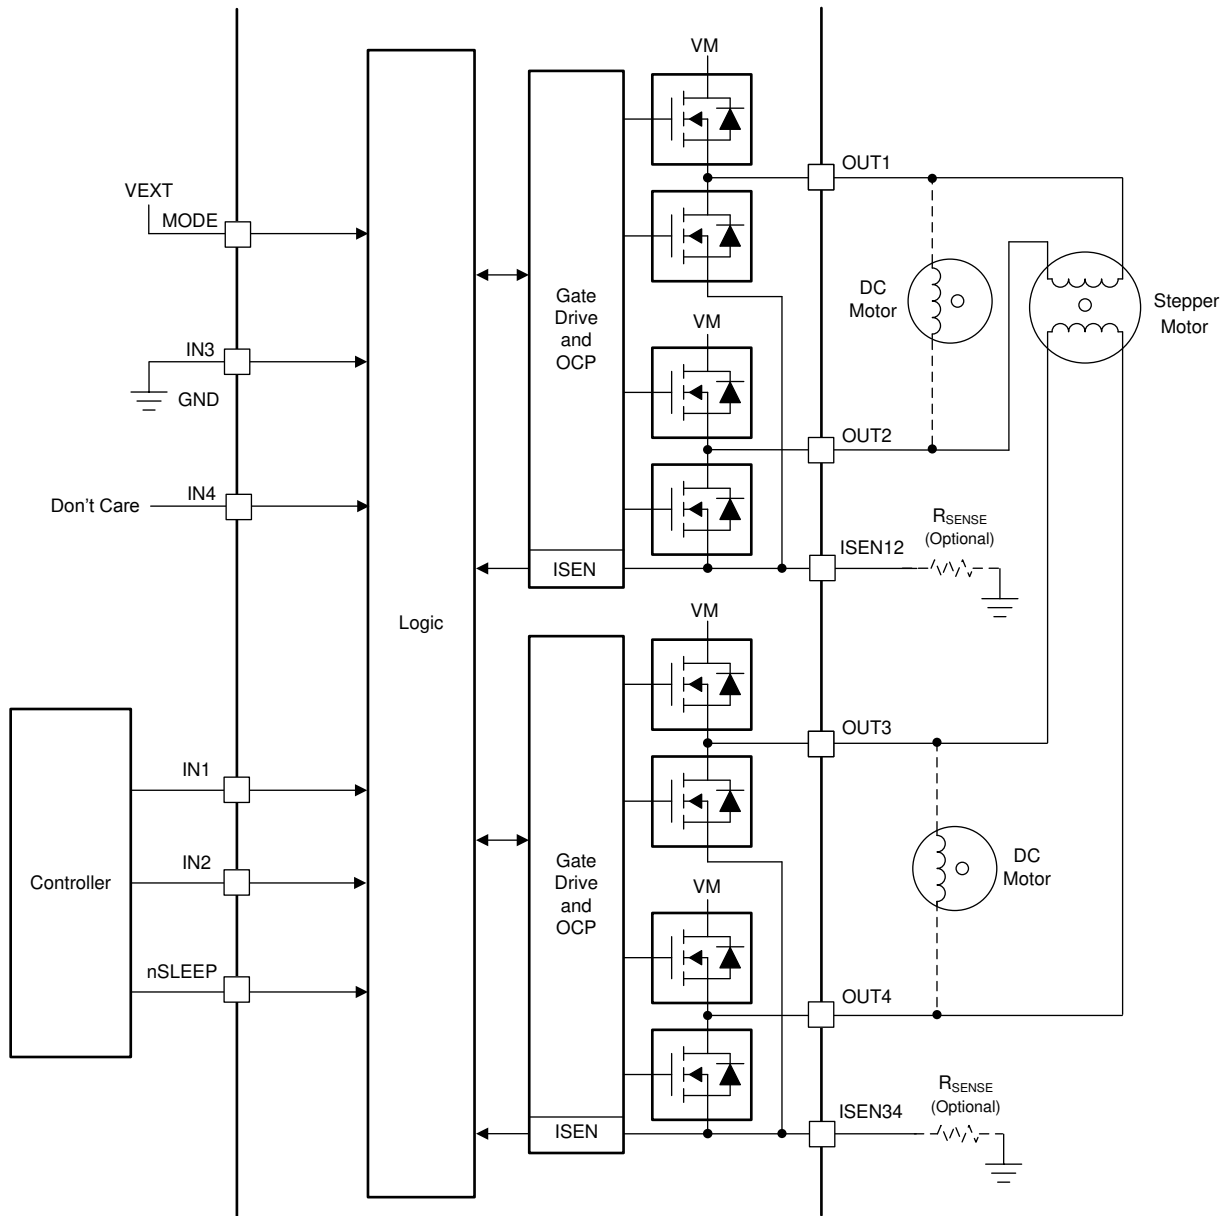 VM
OUT1
VEXT
MODE
Gate
Drive
and
OCP
DC
Motor
Stepper
Motor
VM
IN3
GND
OUT2
IN4
Don't Care
RSENSE
(Optional)
ISEN12
ISEN
Logic
VM
OUT3
IN1
Controller
IN2
Gate
Drive
and
OCP
DC
Motor
VM
nSLEEP
OUT4
RSENSE
(Optional)
ISEN34
ISEN